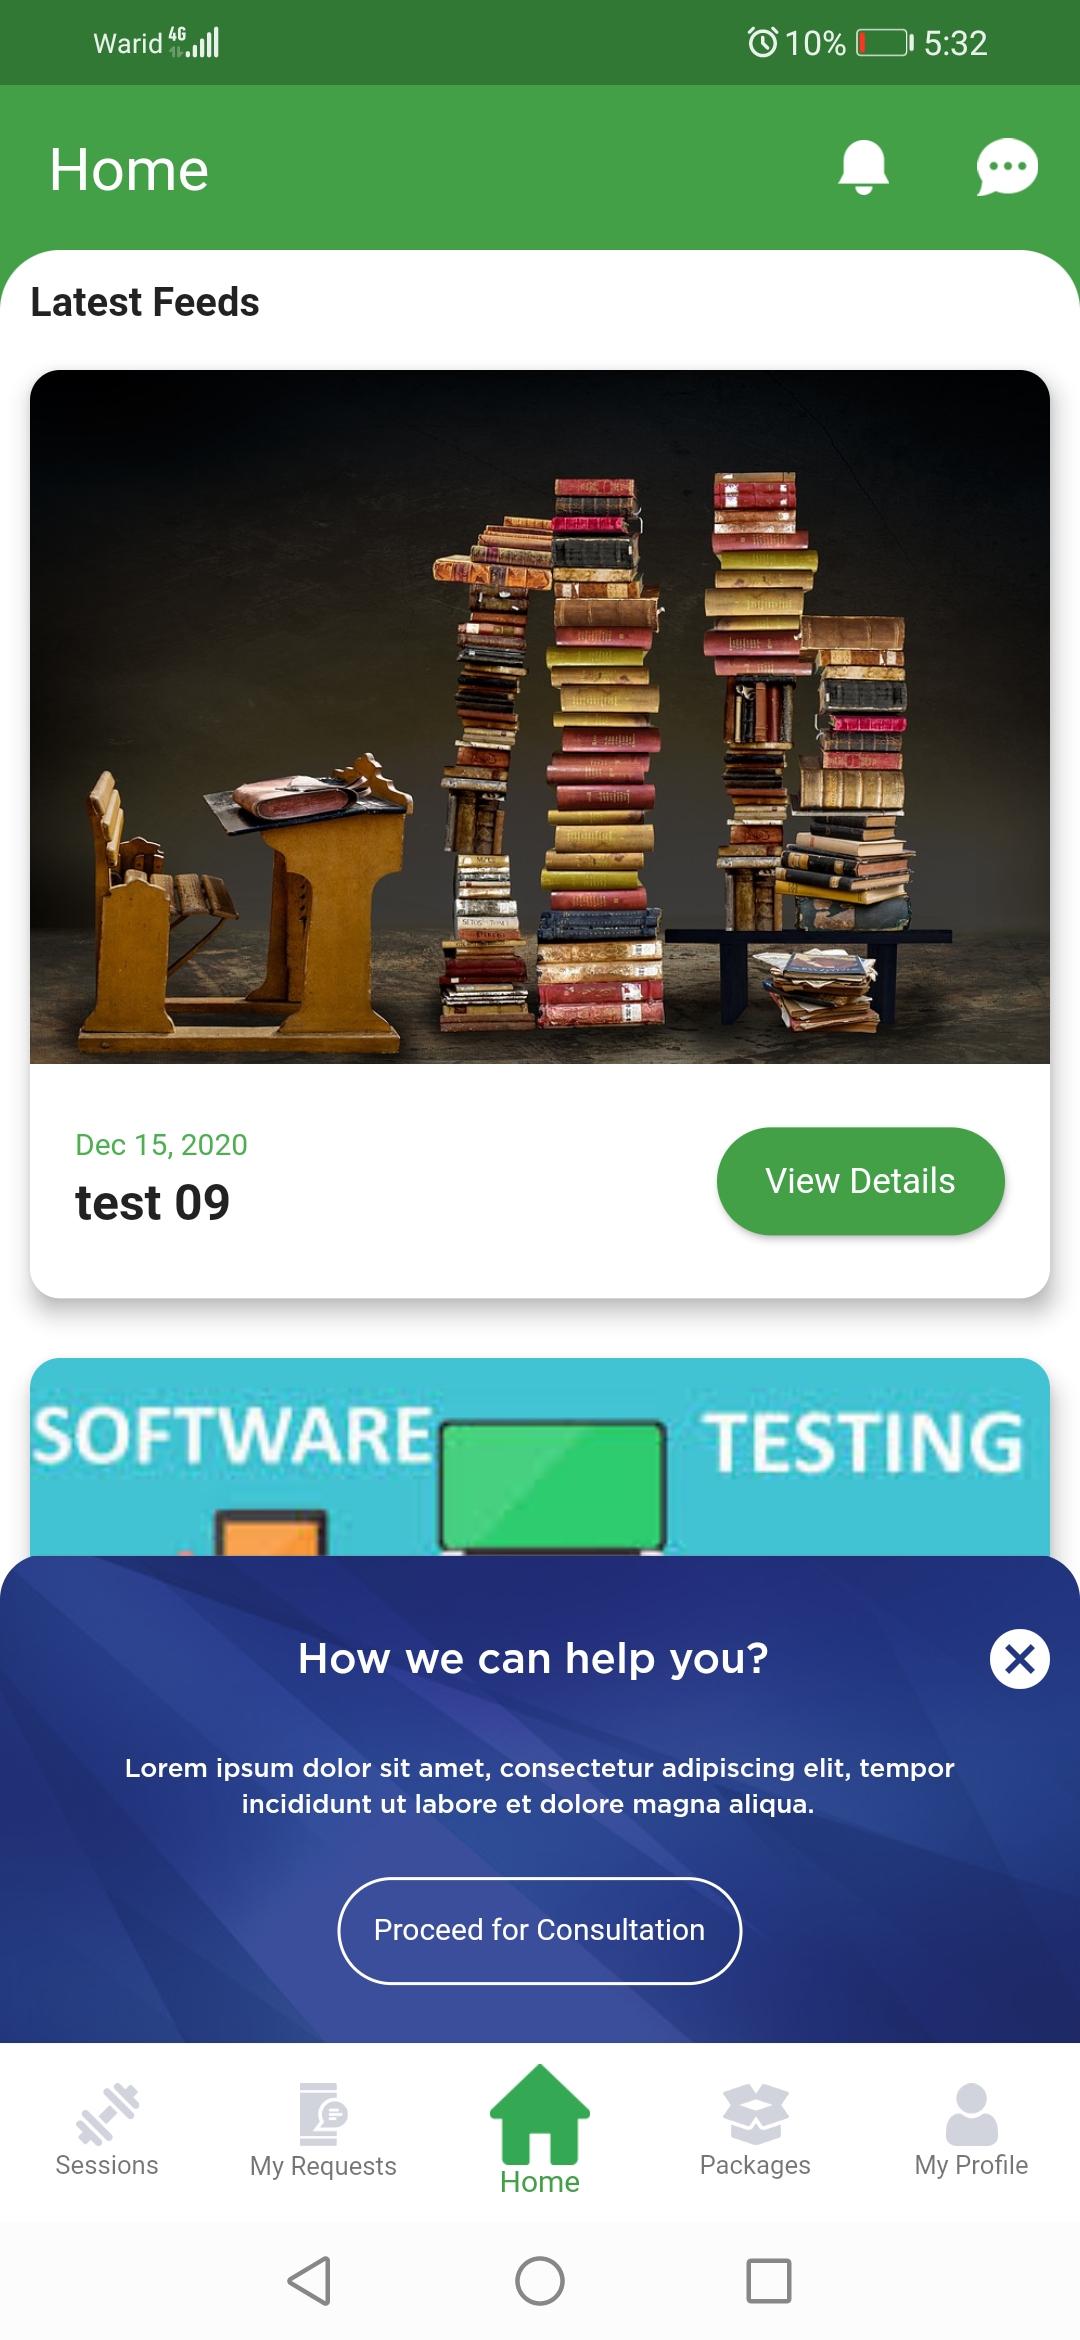 Warid 4G 10% 5:32
Home
Latest Feeds
Dec 15, 2020
test 09
View Details
SOFTWARE TESTING
How we can help you?
Lorem ipsum dolor sit amet, consectetur adipiscing elit, tempor
incididunt ut labore et dolore magna aliqua.
Proceed for Consultation
Sessions My Requests Home Packages My Profile